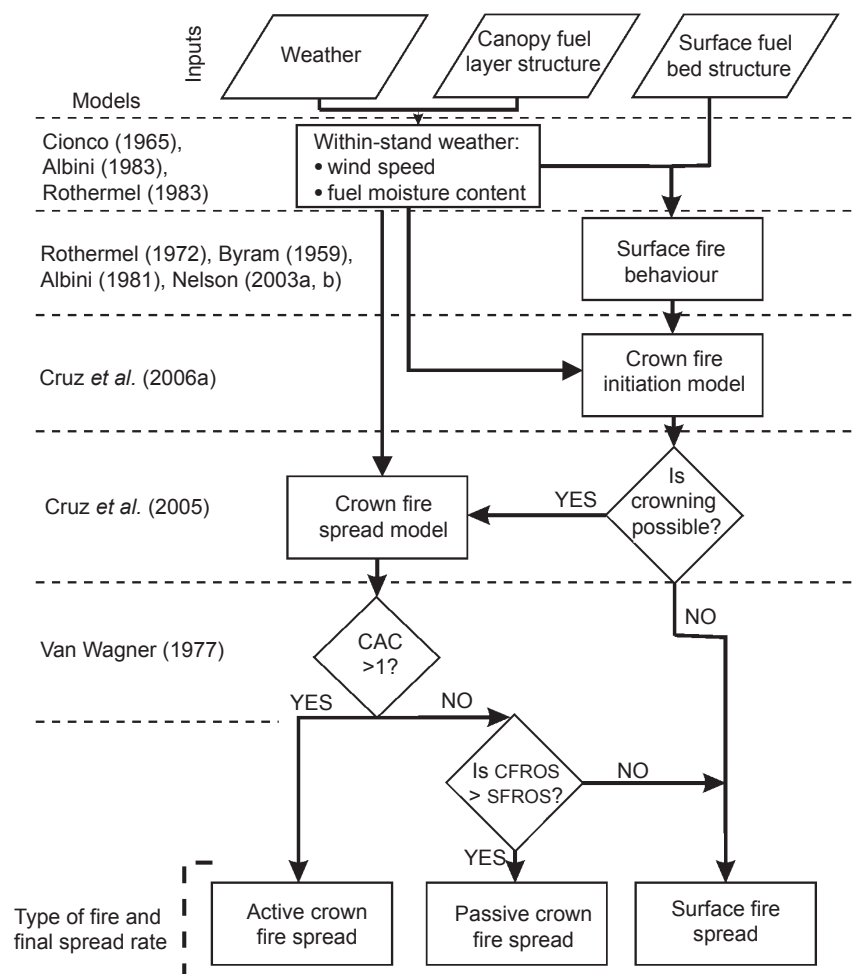 Inputs
Weather
Canopy fuel
layer structure
Surface fuel
bed structure
Models
Cionco (1965),
Albini (1983),
Rothermel (1983)
Within-stand weather:
• wind speed
• fuel moisture content
Rothermel (1972), Byram (1959),
Albini (1981), Nelson (2003a, b)
Surface fire
behaviour
Cruz et al. (2006a)
Crown fire
initiation model
Cruz et al. (2005)
Crown fire
spread model
YES
Is
crowning
possible?
NO
Van Wagner (1977)
CAC
>1?
YES
NO
Is CFROS
> SFROS?
NO
YES
Type of fire and
final spread rate
Active crown
fire spread
Passive crown
fire spread
Surface fire
spread